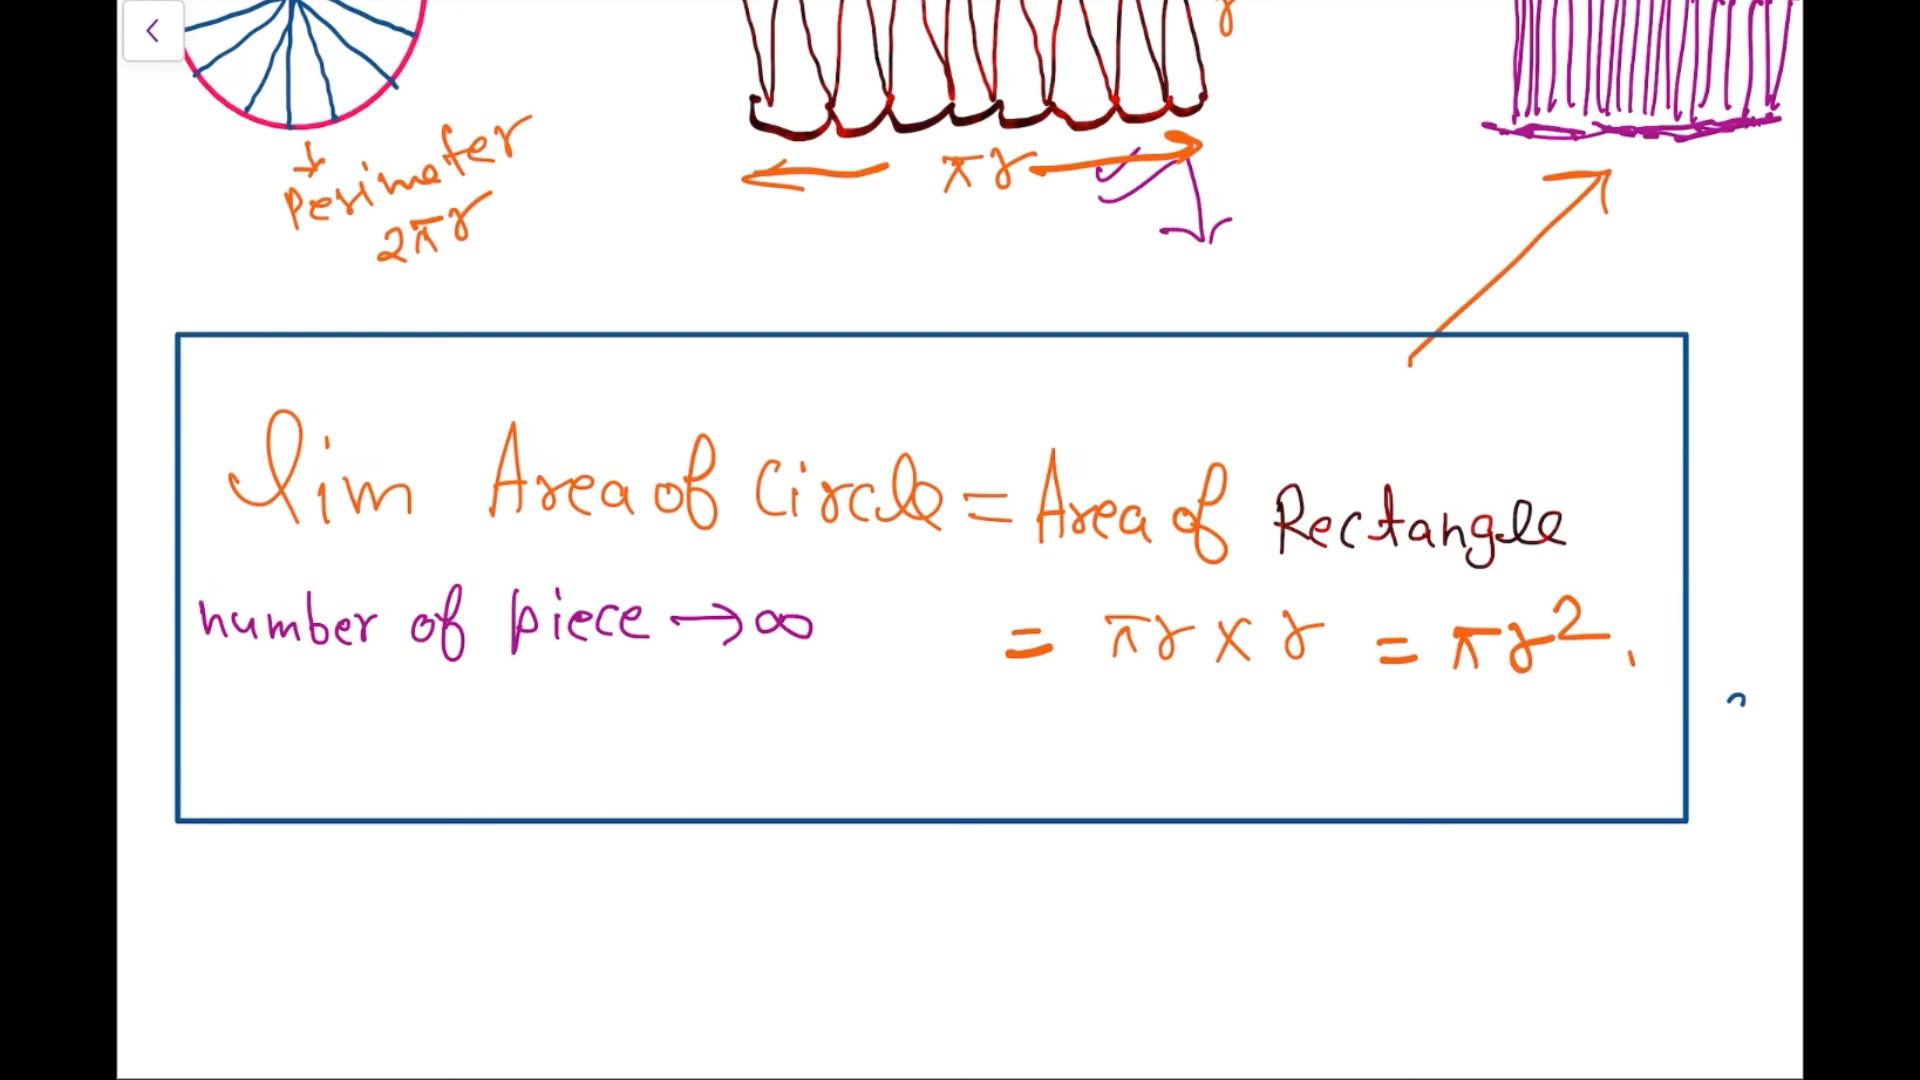 r
Perimeter
2πr
πr
lim Area of Circle = Area of Rectangle
number of piece → ∞
= πr × r = πr².